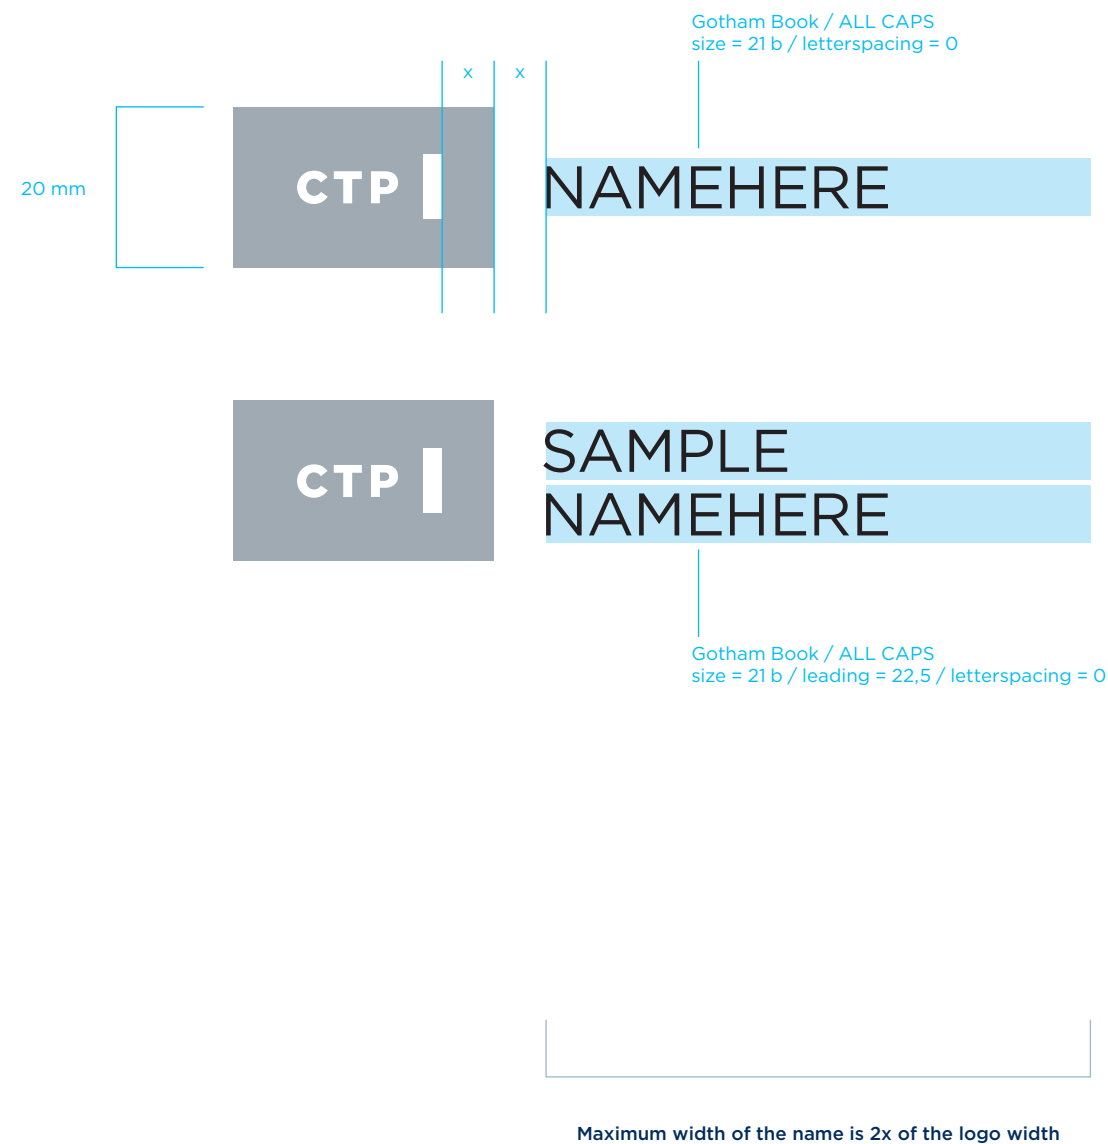 Gotham Book / ALL CAPS
size = 21 b / letterspacing = 0
x x
20 mm
CTP
NAMEHERE
CTP
SAMPLE
NAMEHERE
Gotham Book / ALL CAPS
size = 21 b / leading = 22,5 / letterspacing = 0
Maximum width of the name is 2x of the logo width